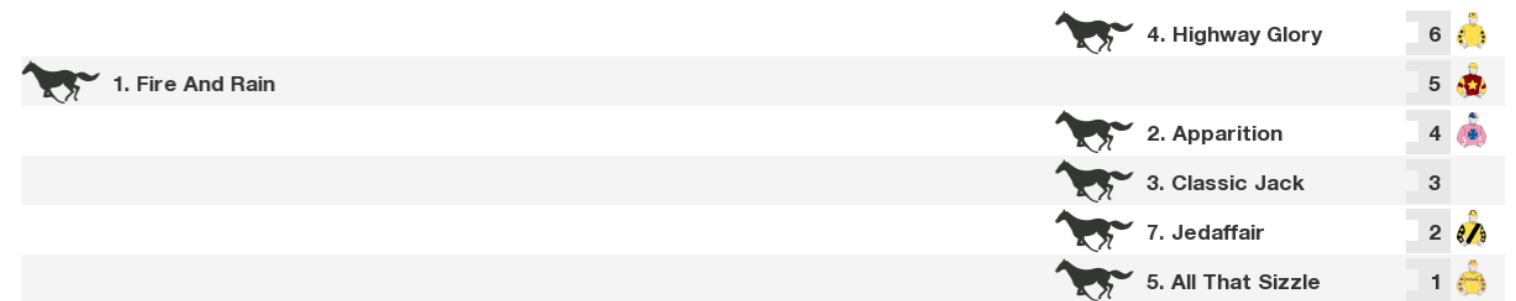 4. Highway Glory 6
1. Fire And Rain 5
2. Apparition 4
3. Classic Jack 3
7. Jedaffair 2
5. All That Sizzle 1